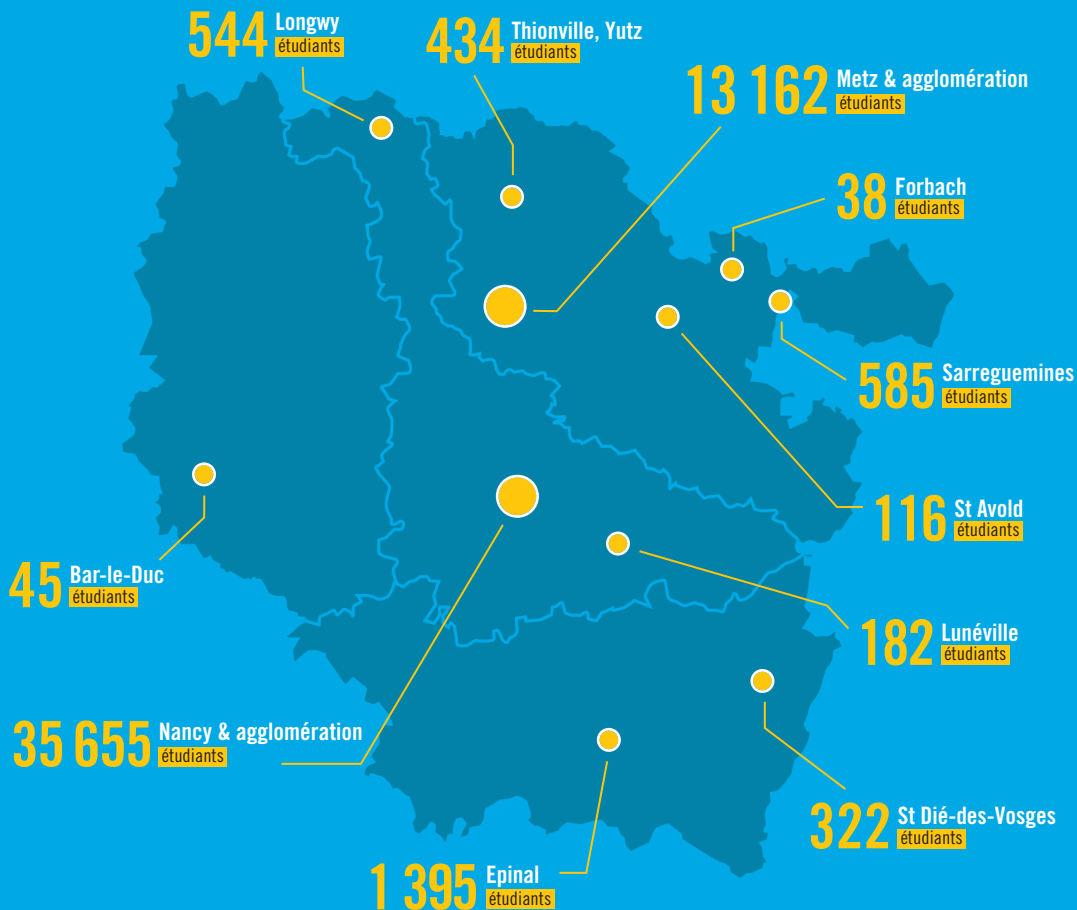 544 Longwy
étudiants
434 Thionville, Yutz
étudiants
13 162 Metz & agglomération
étudiants
38 Forbach
étudiants
585 Sarreguemines
étudiants
116 St Avold
étudiants
45 Bar-le-Duc
étudiants
182 Lunéville
étudiants
35 655 Nancy & agglomération
étudiants
322 St Dié-des-Vosges
étudiants
1 395 Epinal
étudiants